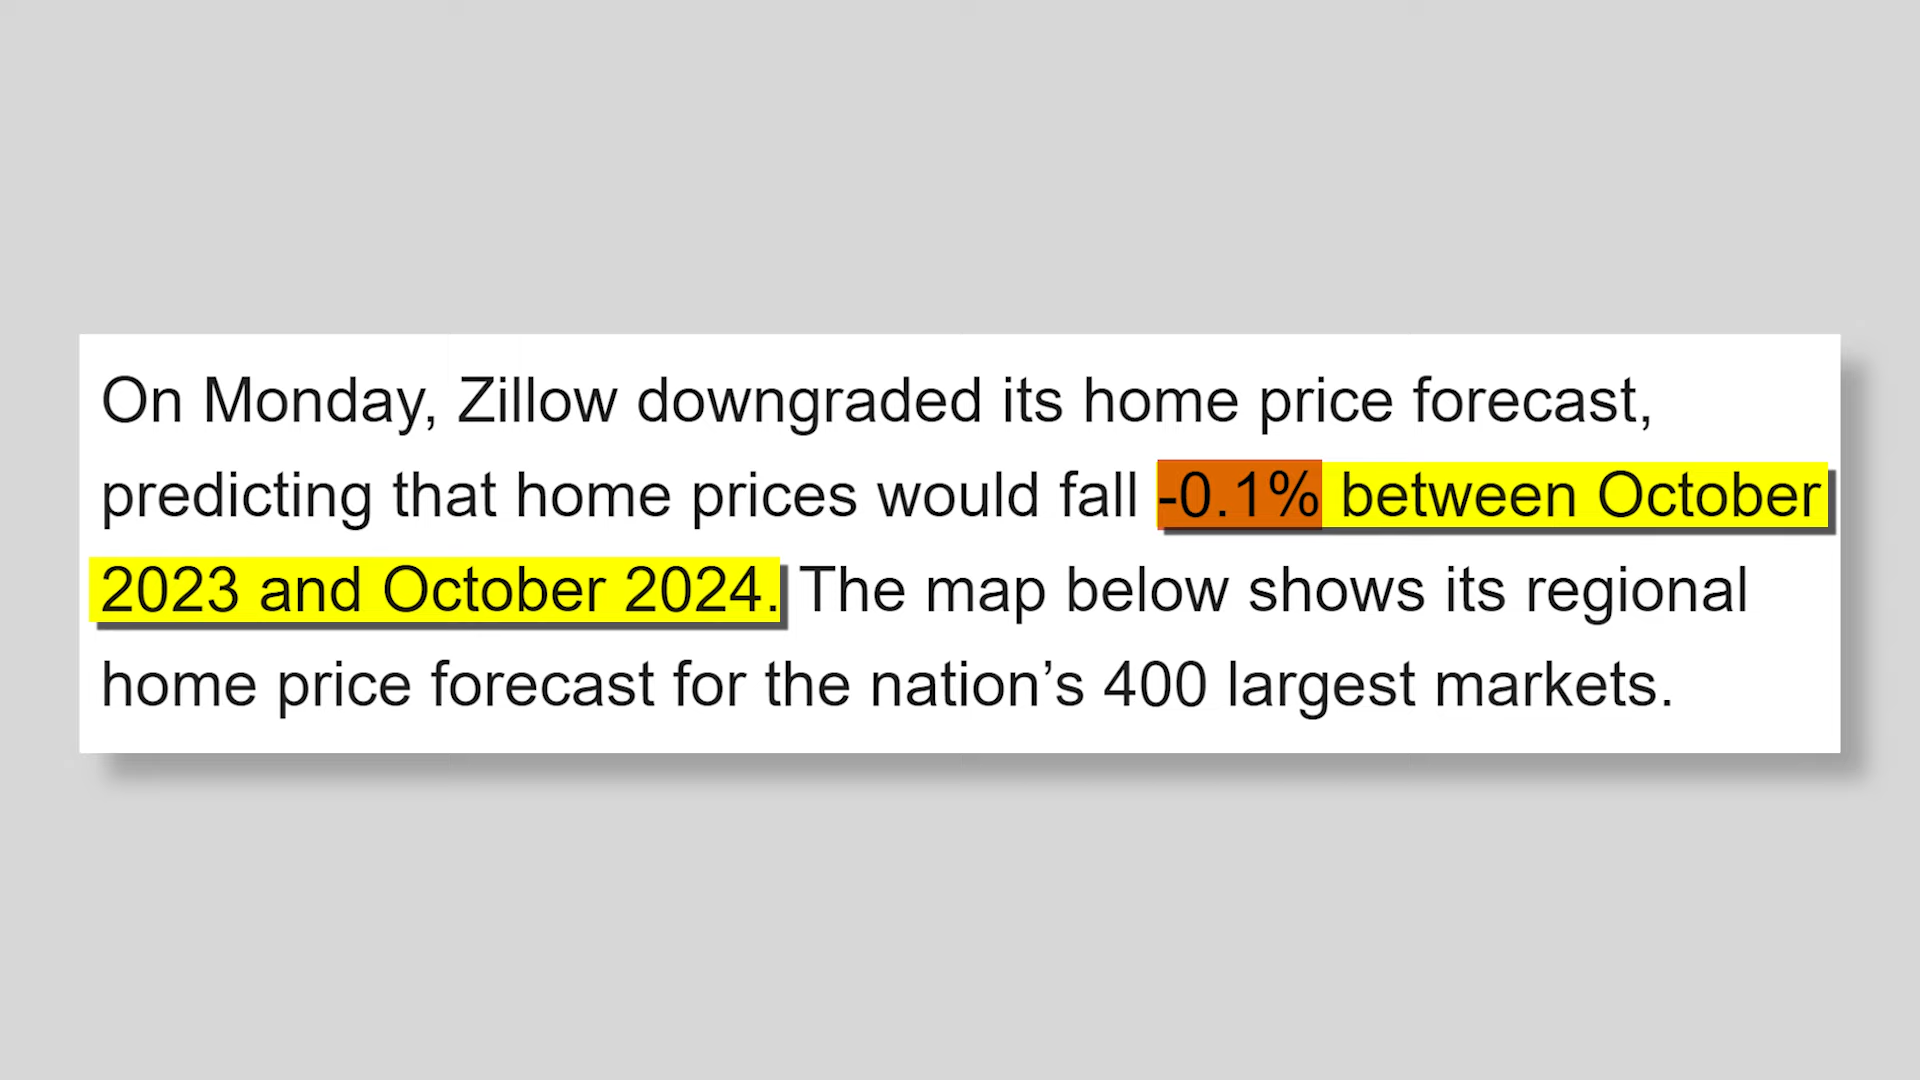 On Monday, Zillow downgraded its home price forecast,
predicting that home prices would fall -0.1% between October
2023 and October 2024. The map below shows its regional
home price forecast for the nation’s 400 largest markets.